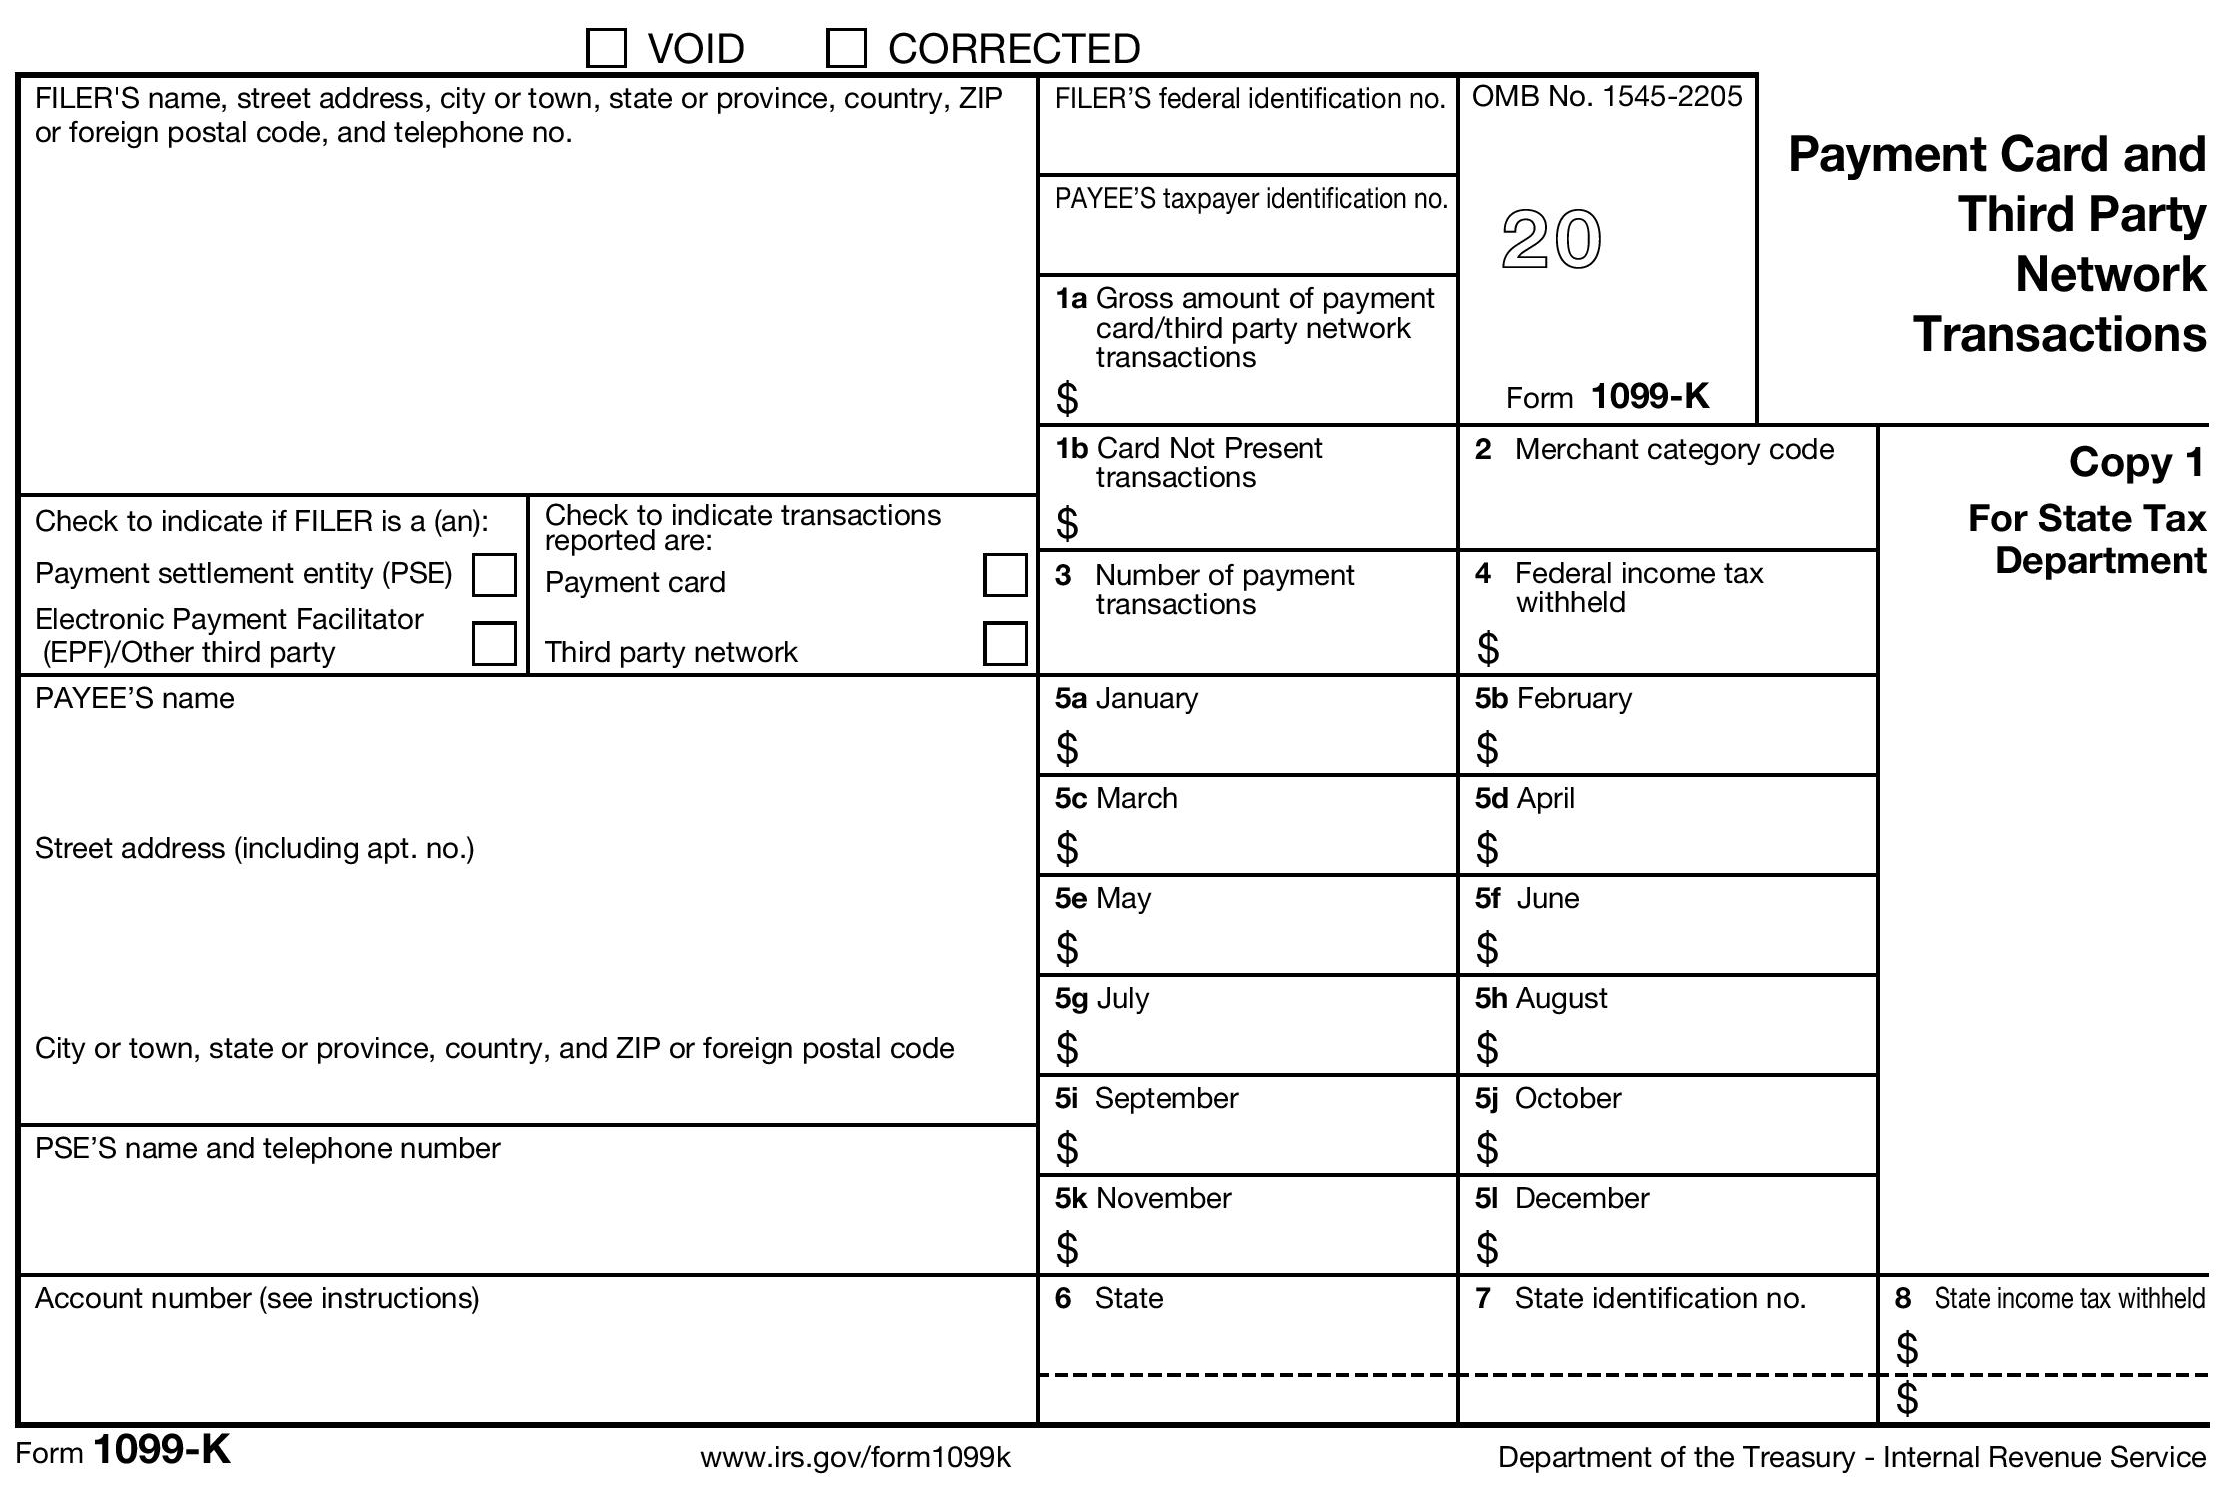 VOID CORRECTED
FILER'S name, street address, city or town, state or province, country, ZIP
or foreign postal code, and telephone no.
FILER’S federal identification no.
OMB No. 1545-2205
PAYEE’S taxpayer identification no.
20
Form 1099-K
Payment Card and
Third Party
Network
Transactions
1a Gross amount of payment
card/third party network
transactions
$
1b Card Not Present
transactions
$
2 Merchant category code
Copy 1
For State Tax
Department
Check to indicate if FILER is a (an):
Payment settlement entity (PSE)
Electronic Payment Facilitator
(EPF)/Other third party
Check to indicate transactions
reported are:
Payment card
Third party network
3 Number of payment
transactions
4 Federal income tax
withheld
$
PAYEE’S name
Street address (including apt. no.)
City or town, state or province, country, and ZIP or foreign postal code
PSE’S name and telephone number
Account number (see instructions)
5a January
$
5b February
$
5c March
$
5d April
$
5e May
$
5f June
$
5g July
$
5h August
$
5i September
$
5j October
$
5k November
$
5l December
$
6 State
7 State identification no.
8 State income tax withheld
$
$
Form 1099-K
www.irs.gov/form1099k
Department of the Treasury - Internal Revenue Service